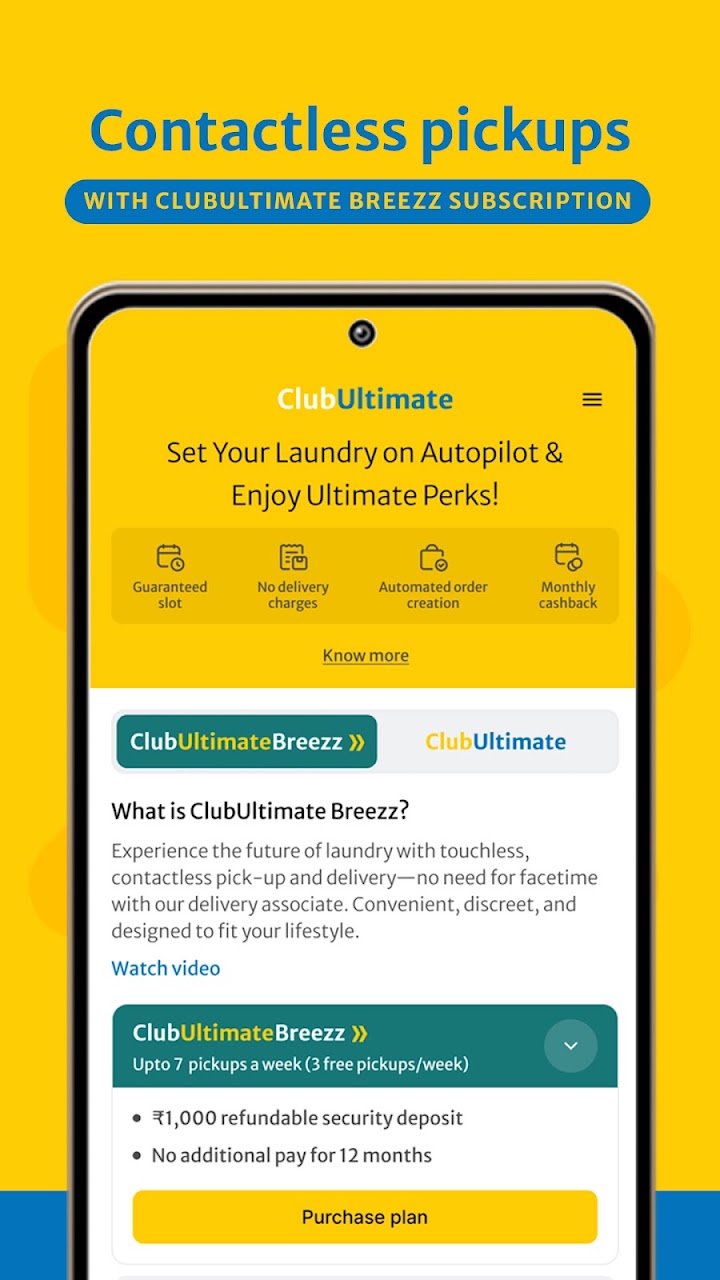 Contactless pickups
WITH CLUBULTIMATE BREEZZ SUBSCRIPTION
ClubUltimate
Set Your Laundry on Autopilot &
Enjoy Ultimate Perks!
Guaranteed
slot
No delivery
charges
Automated order
creation
Monthly
cashback
Know more
ClubUltimateBreezz »
ClubUltimate
What is ClubUltimate Breezz?
Experience the future of laundry with touchless,
contactless pick-up and delivery—no need for facetime
with our delivery associate. Convenient, discreet, and
designed to fit your lifestyle.
Watch video
ClubUltimateBreezz »
Upto 7 pickups a week (3 free pickups/week)
• ₹1,000 refundable security deposit
• No additional pay for 12 months
Purchase plan